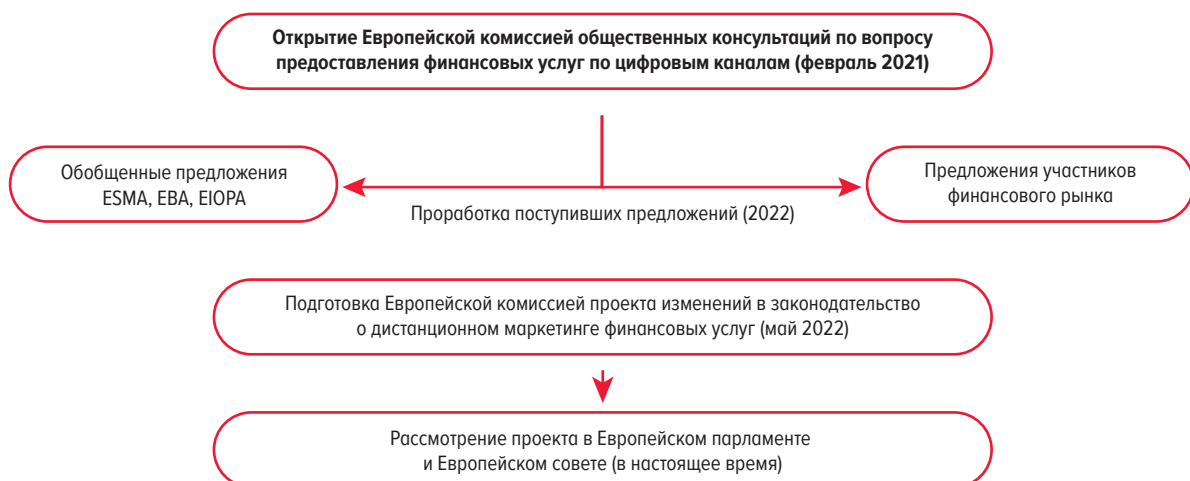 Открытие Европейской комиссией общественных консультаций по вопросу
предоставления финансовых услуг по цифровым каналам (февраль 2021)
Обобщенные предложения
ESMA, EBA, EIOPA
Предложения участников
финансового рынка
Проработка поступивших предложений (2022)
Подготовка Европейской комиссией проекта изменений в законодательство
о дистанционном маркетинге финансовых услуг (май 2022)
Рассмотрение проекта в Европейском парламенте
и Европейском совете (в настоящее время)